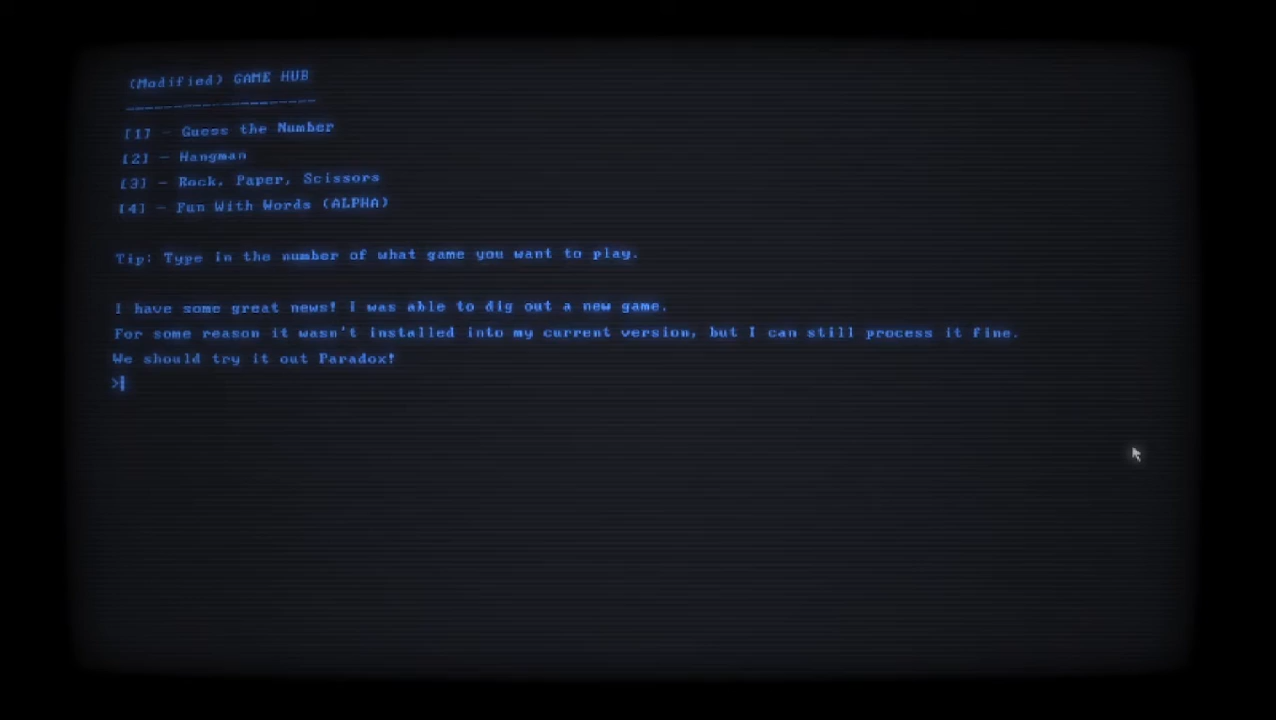 (Modified) GAME HUB
---------------------
[1] - Guess the Number
[2] - Hangman
[3] - Rock, Paper, Scissors
[4] - Fun With Words (ALPHA)
Tip: Type in the number of what game you want to play.
I have some great news! I was able to dig out a new game.
For some reason it wasn't installed into my current version, but I can still process it fine.
We should try it out Paradox!
>